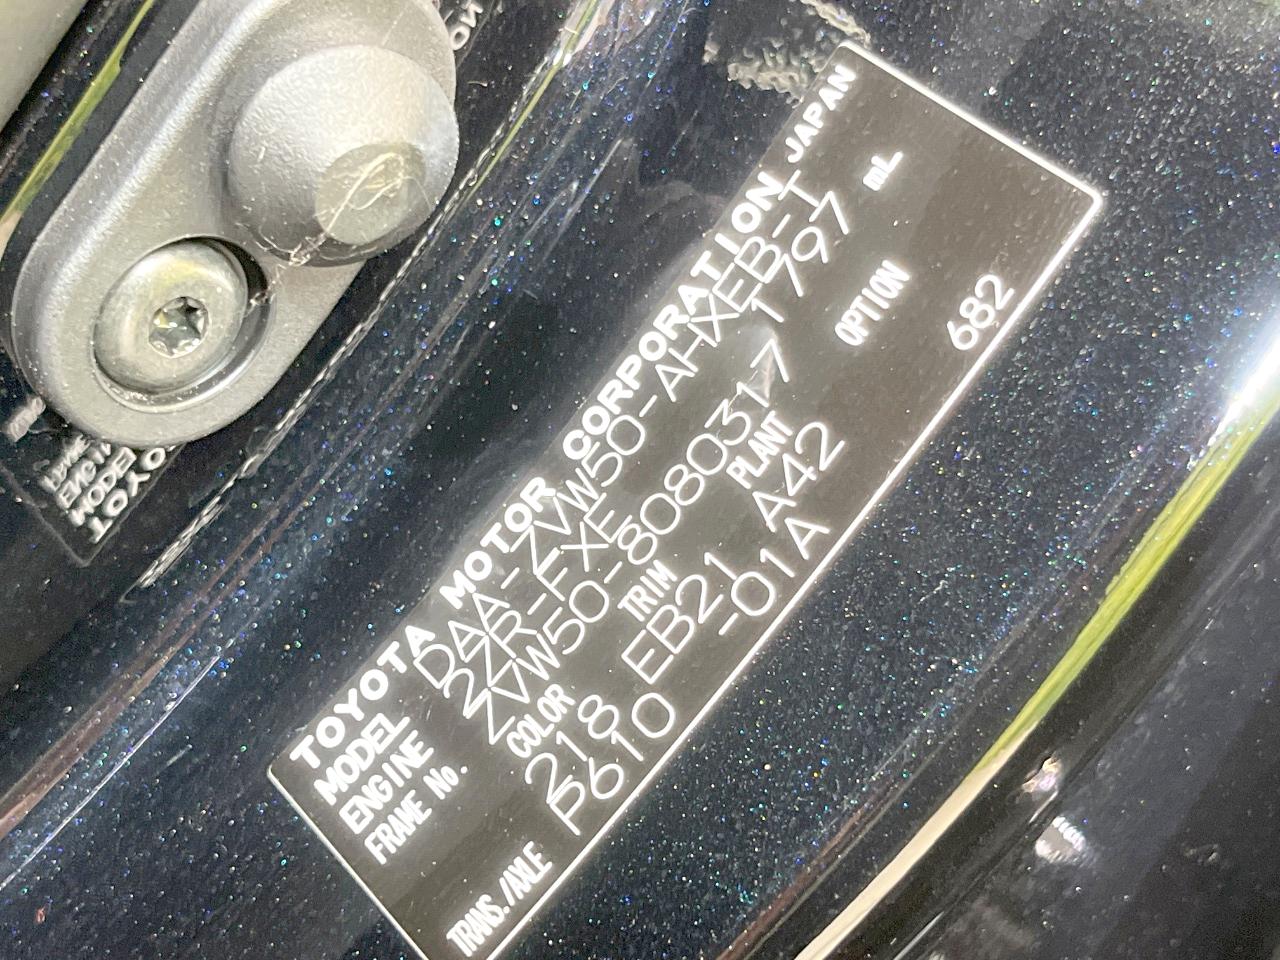 TOYOTA MOTOR CORPORATION JAPAN
MODEL DAA-ZVW50-AHXEB-T
ENGINE 2ZR-FXE 1797 mL
FRAME No. ZVW50-8080317
COLOR TRIM PLANT OPTION
218 EB21 A42 682
TRANS./AXLE P610 -01A